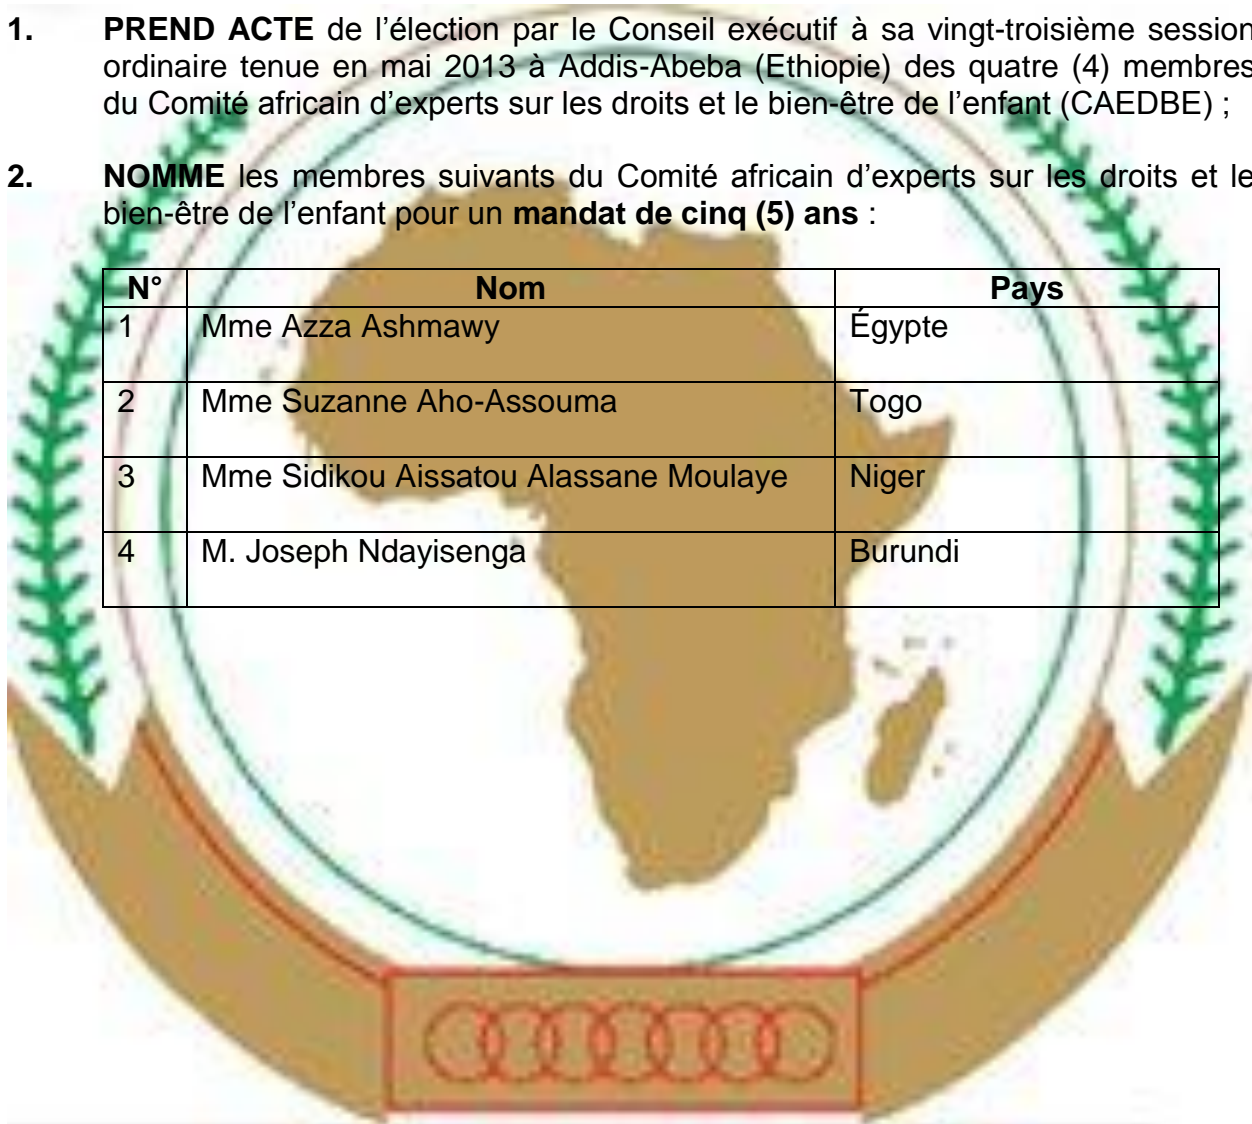 1. PREND ACTE de l’élection par le Conseil exécutif à sa vingt-troisième session
ordinaire tenue en mai 2013 à Addis-Abeba (Ethiopie) des quatre (4) membres
du Comité africain d’experts sur les droits et le bien-être de l’enfant (CAEDBE) ;
2. NOMME les membres suivants du Comité africain d’experts sur les droits et le
bien-être de l’enfant pour un mandat de cinq (5) ans :
N° Nom Pays
1 Mme Azza Ashmawy Égypte
2 Mme Suzanne Aho-Assouma Togo
3 Mme Sidikou Aissatou Alassane Moulaye Niger
4 M. Joseph Ndayisenga Burundi